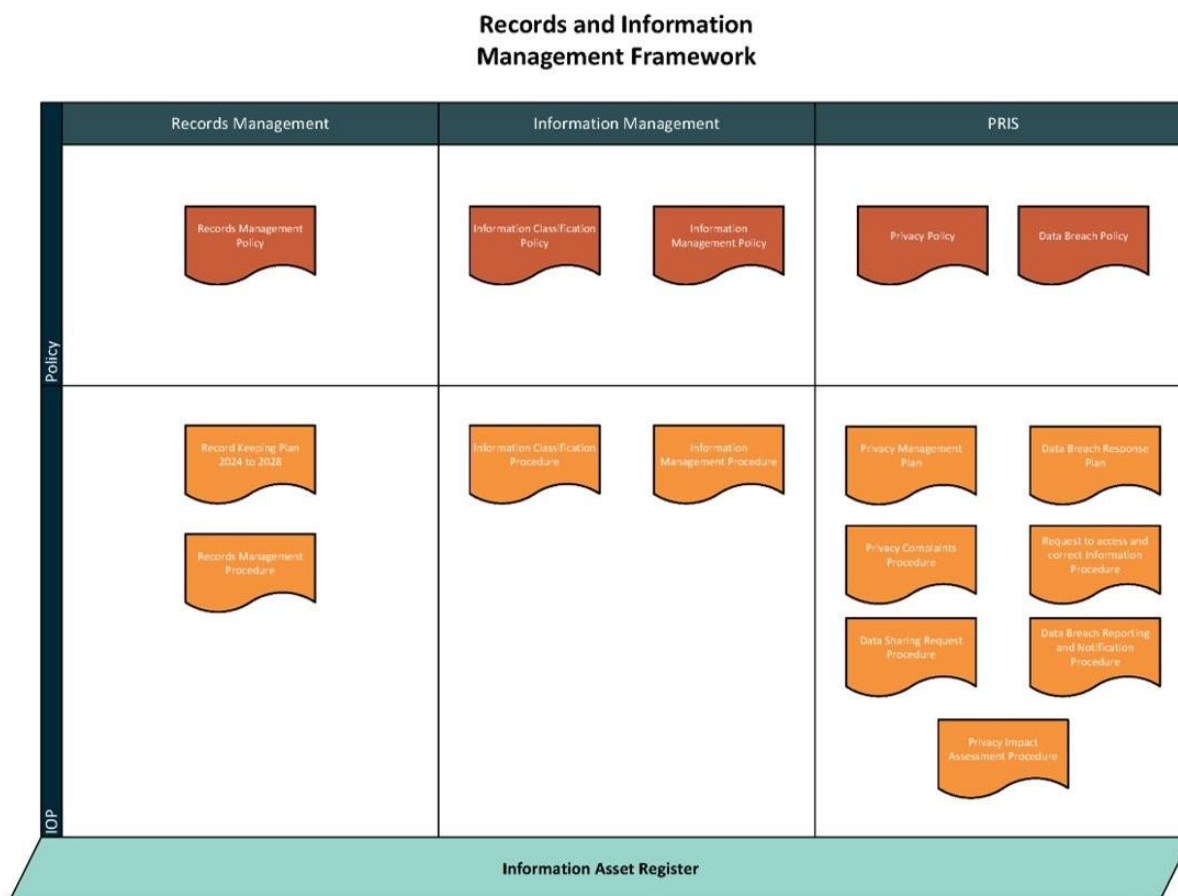 Records and Information
Management Framework
Records Management
Information Management
PRIS
Policy
Records Management
Policy
Information Classification
Policy
Information
Management Policy
Privacy Policy
Data Breach Policy
IOP
Record Keeping Plan
2024 to 2028
Records Management
Procedure
Information Classification
Procedure
Information
Management Procedure
Privacy Management
Plan
Data Breach Response
Plan
Privacy Complaints
Procedure
Request to access and
correct Information
Procedure
Data Sharing Request
Procedure
Data Breach Reporting
and Notification
Procedure
Privacy Impact
Assessment Procedure
Information Asset Register